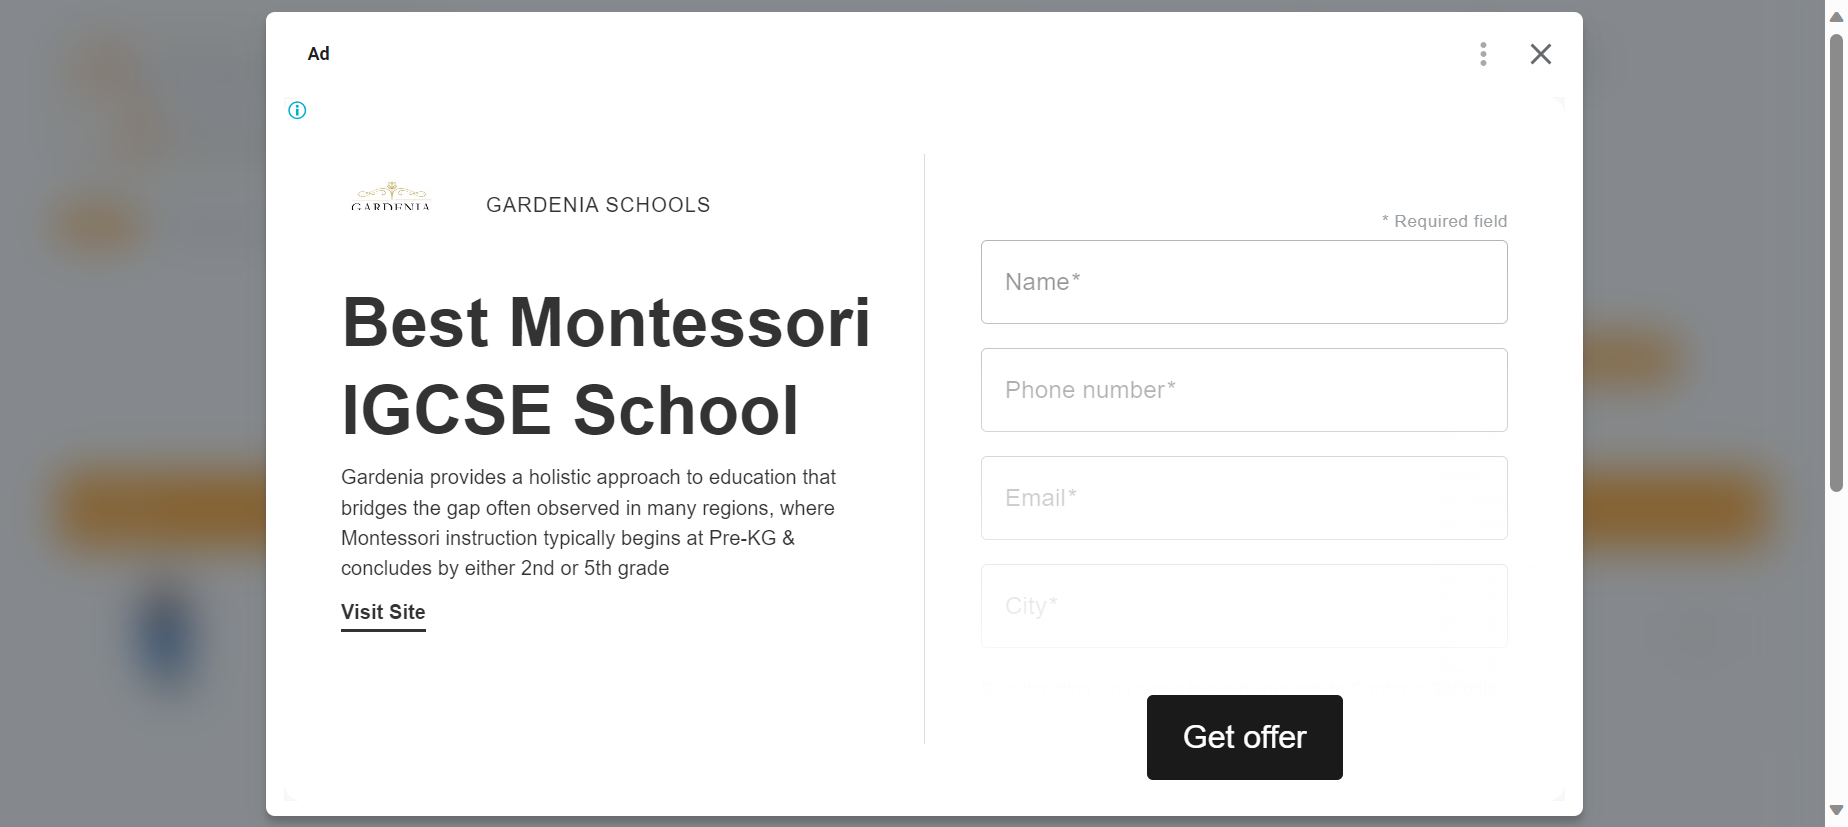 Ad
GARDENIA
GARDENIA SCHOOLS
Best Montessori
IGCSE School
Gardenia provides a holistic approach to education that
bridges the gap often observed in many regions, where
Montessori instruction typically begins at Pre-KG &
concludes by either 2nd or 5th grade
Visit Site
* Required field
Name*
Phone number*
Email*
City*
Get offer